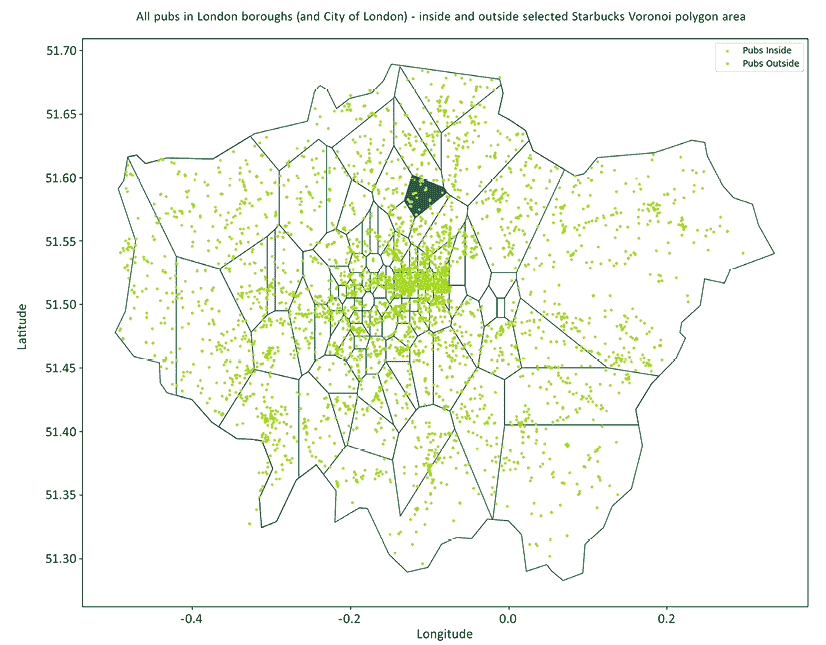 All pubs in London boroughs (and City of London) - inside and outside selected Starbucks Voronoi polygon area
Pubs Inside
Pubs Outside
51.70
51.65
51.60
51.55
51.50
51.45
51.40
51.35
51.30
Latitude
-0.4
-0.2
0.0
0.2
Longitude